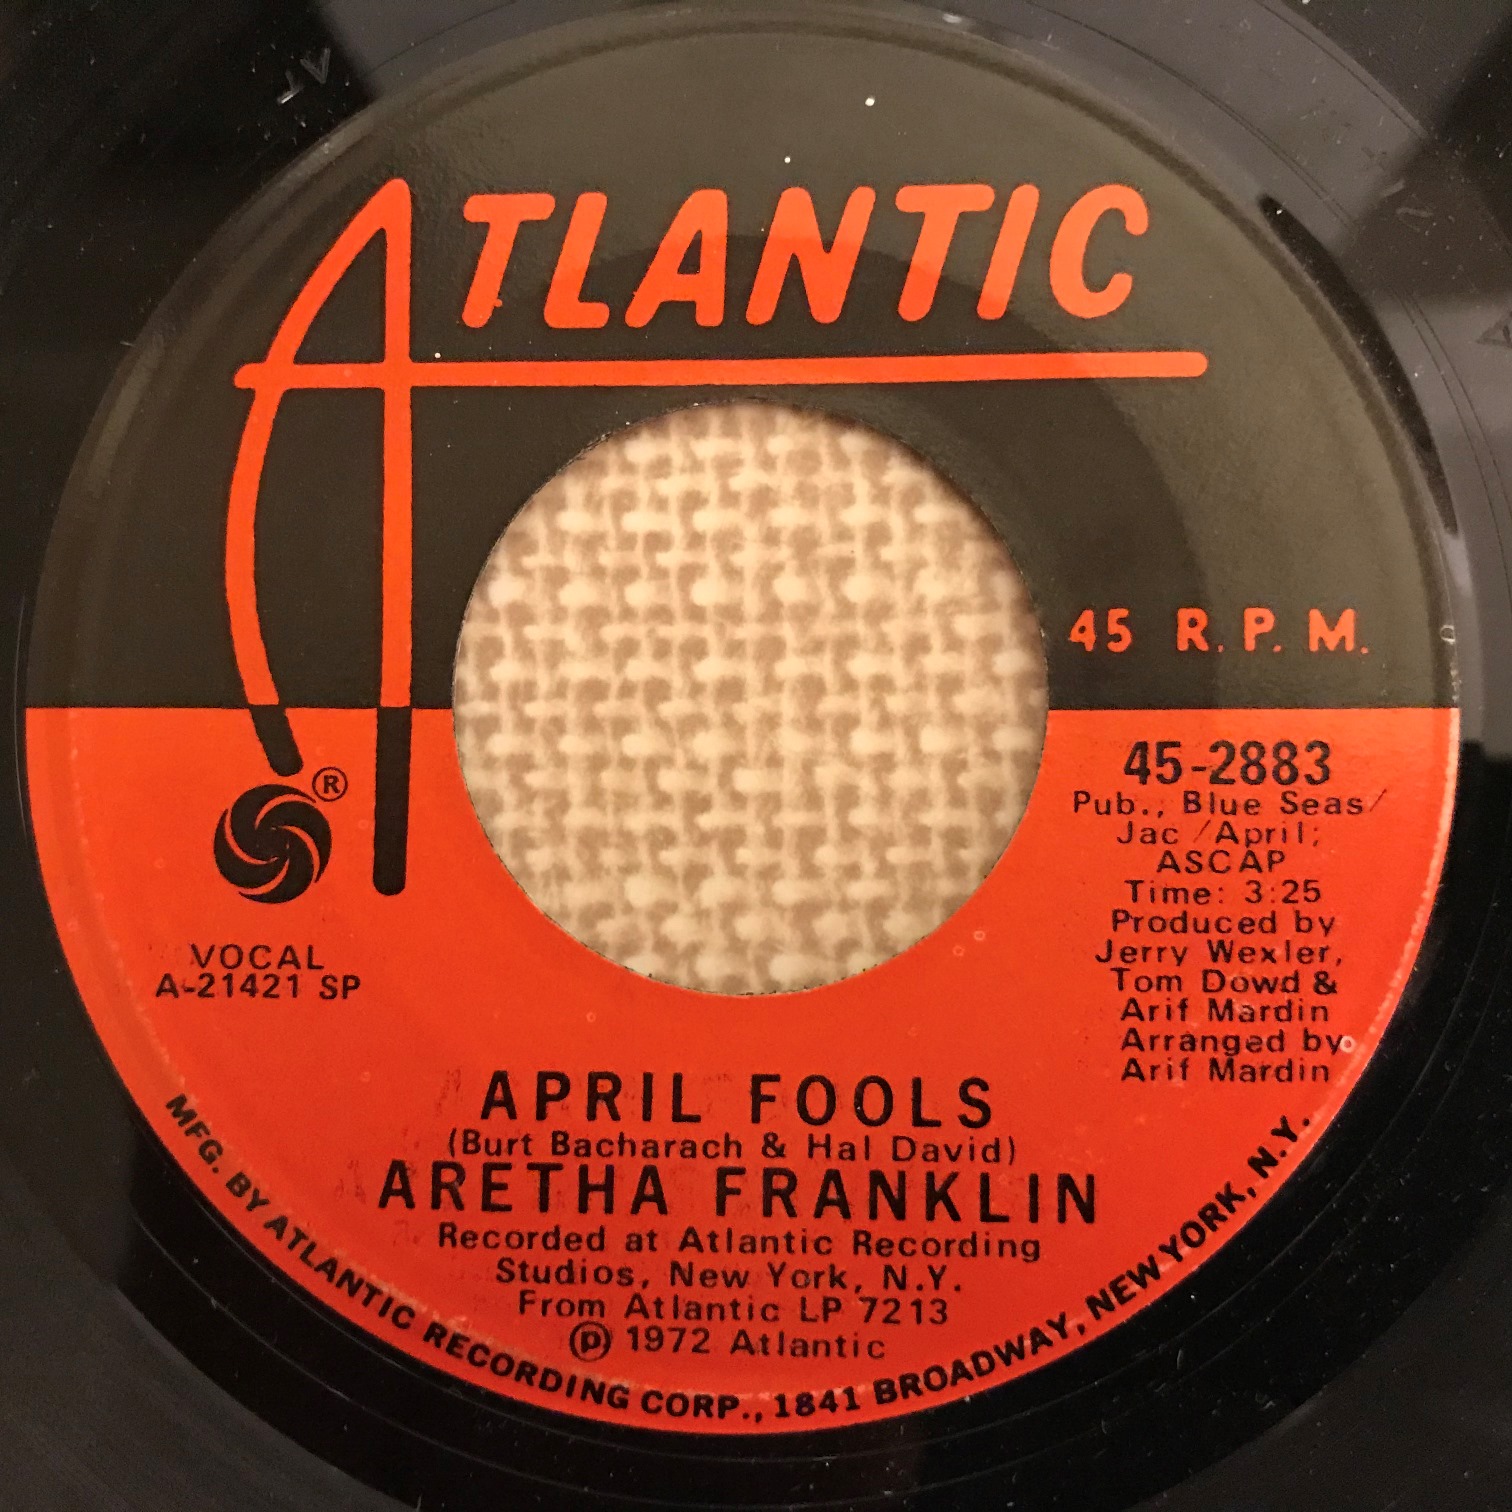 ATLANTIC
45 R.P.M.
®
45-2883
Pub., Blue Seas/
Jac/April;
ASCAP
Time: 3:25
Produced by
Jerry Wexler,
Tom Dowd &
Arif Mardin
Arranged by
Arif Mardin
VOCAL
A-21421 SP
APRIL FOOLS
(Burt Bacharach & Hal David)
ARETHA FRANKLIN
Recorded at Atlantic Recording
Studios, New York, N.Y.
From Atlantic LP 7213
℗ 1972 Atlantic
MFG. BY ATLANTIC RECORDING CORP., 1841 BROADWAY, NEW YORK, N.Y.